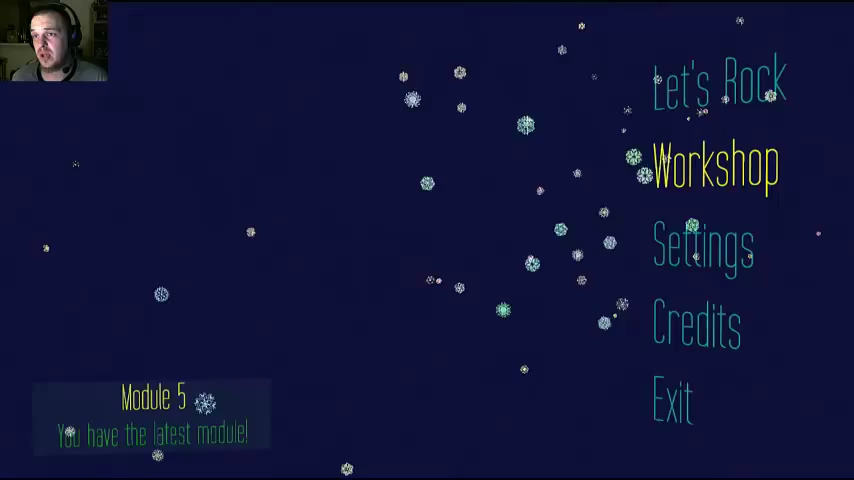 Let's Rock
Workshop
Settings
Credits
Exit
Module 5
You have the latest module!